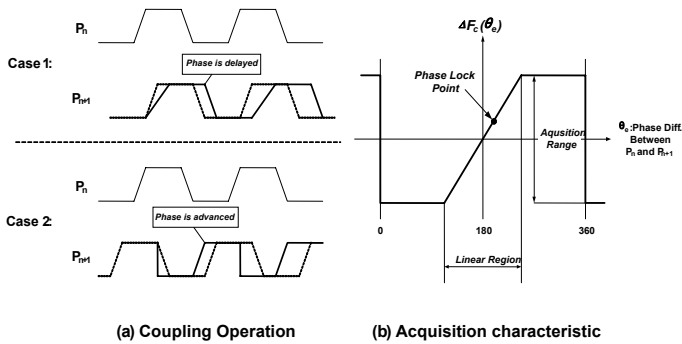 Pn
Case 1:
Phase is delayed
Pn+1
Pn
Case 2:
Phase is advanced
Pn+1
(a) Coupling Operation
ΔFc(θe)
Phase Lock
Point
Aqusition
Range
θe:Phase Diff.
Between
Pn and Pn+1
0
180
360
Linear Region
(b) Acquisition characteristic